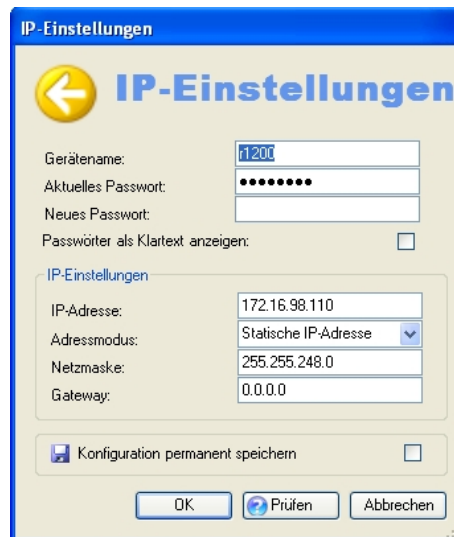 IP-Einstellungen
IP-Einstellungen
Gerätename: r1200
Aktuelles Passwort: ●●●●●●●●
Neues Passwort:
Passwörter als Klartext anzeigen:
IP-Einstellungen
IP-Adresse: 172.16.98.110
Adressmodus: Statische IP-Adresse
Netzmaske: 255.255.248.0
Gateway: 0.0.0.0
Konfiguration permanent speichern
OK Prüfen Abbrechen